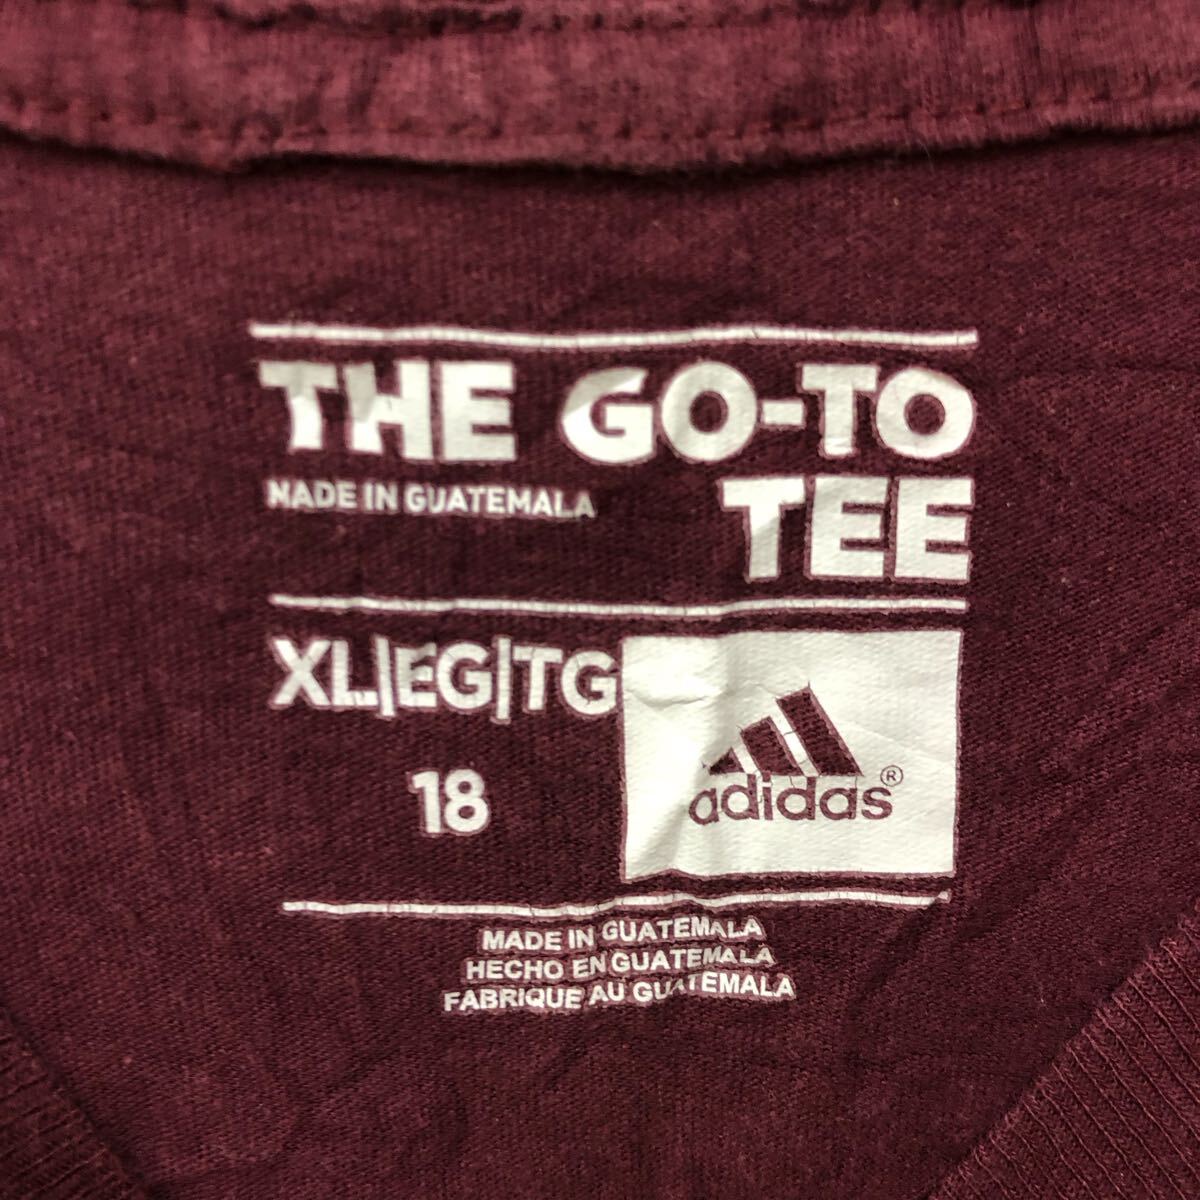 THE GO-TO
MADE IN GUATEMALA
TEE
XL|EG|TG
18
adidas®
MADE IN GUATEMALA
HECHO EN GUATEMALA
FABRIQUE AU GUATEMALA